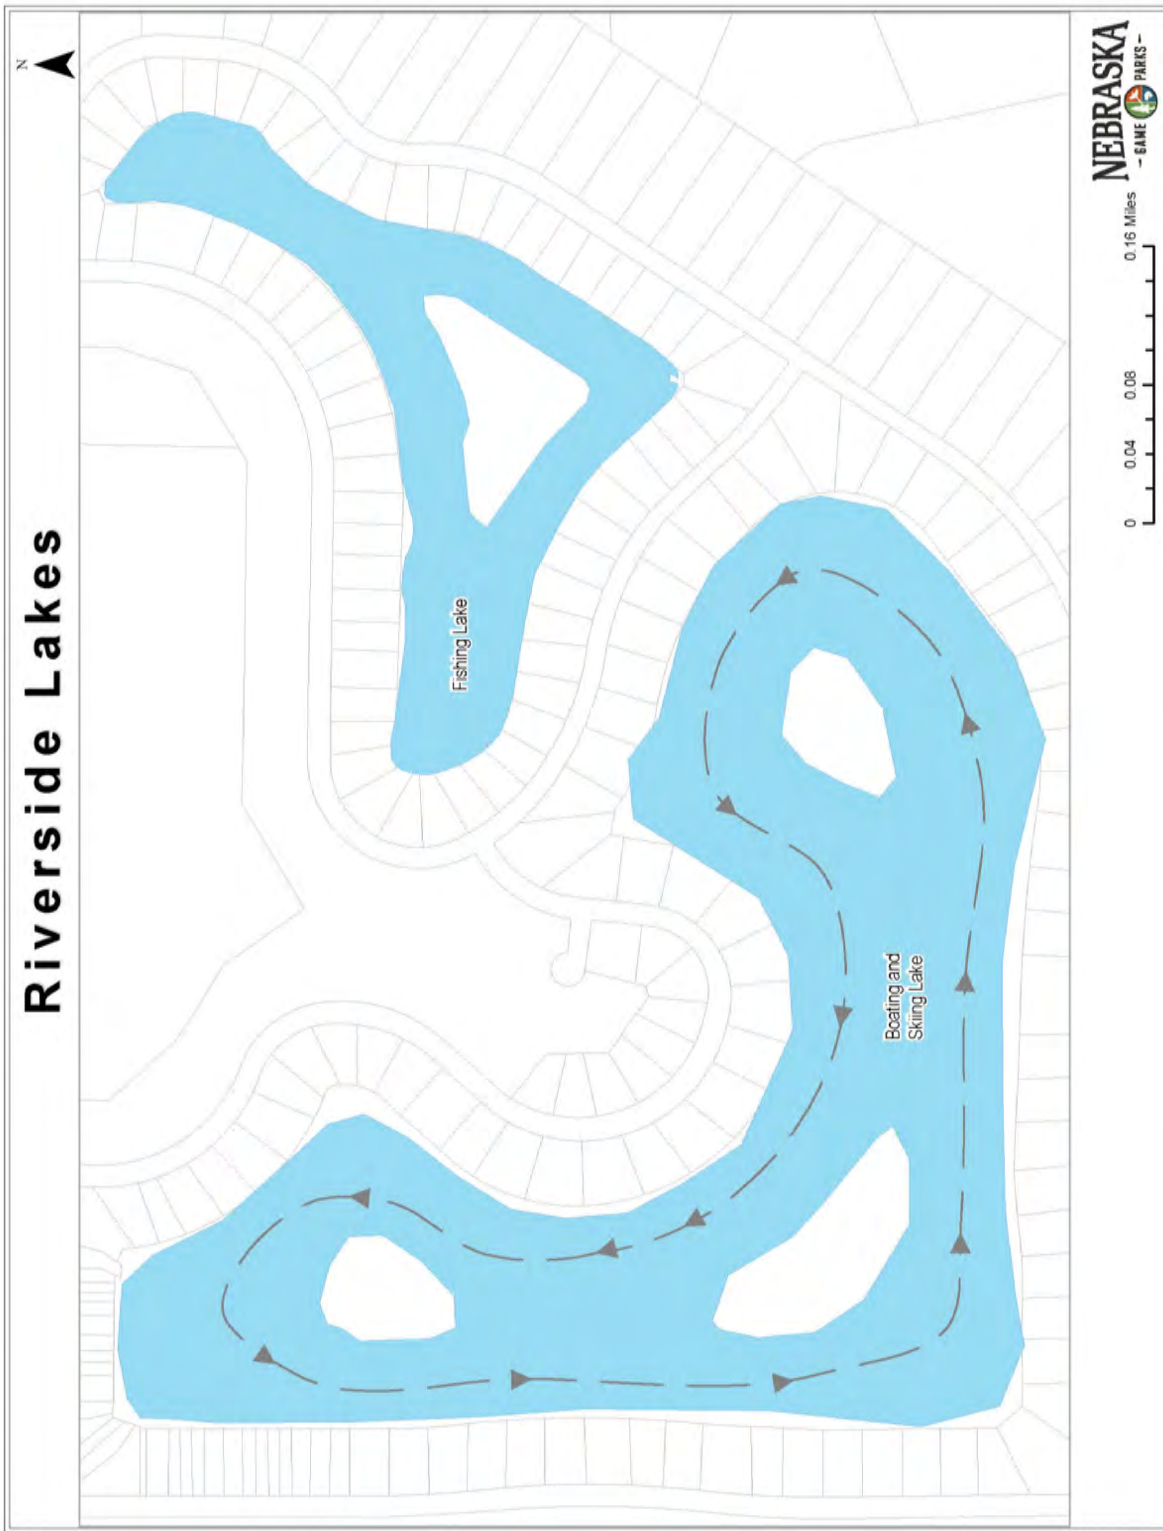 Riverside Lakes
N
Fishing Lake
Boating and
Skiing Lake
0 0.04 0.08 0.16 Miles
NEBRASKA
- GAME PARKS -